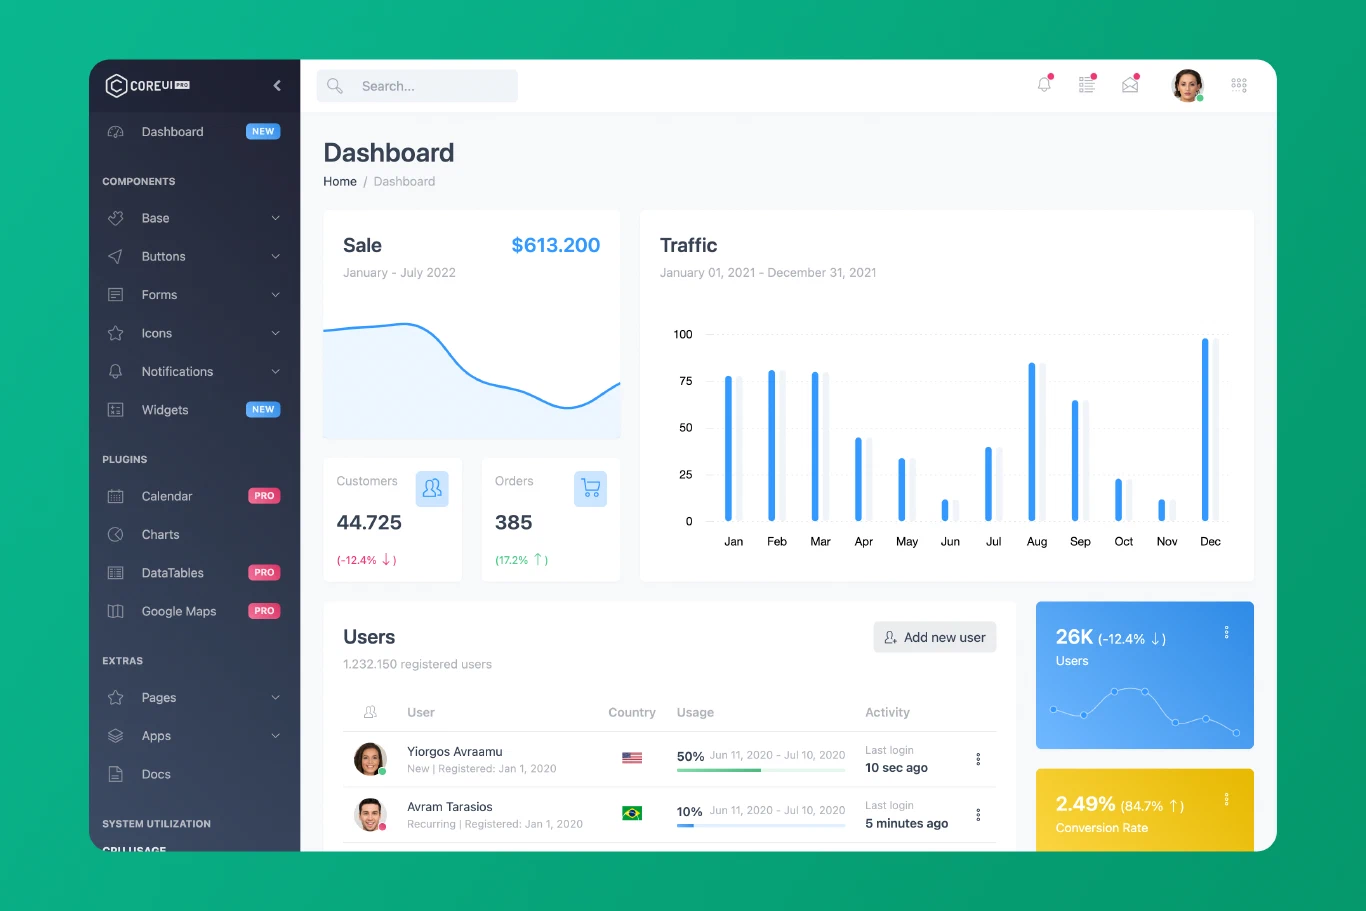 COREUI PRO
Search...
Dashboard NEW
COMPONENTS
Base
Buttons
Forms
Icons
Notifications
Widgets NEW
PLUGINS
Calendar PRO
Charts
DataTables PRO
Google Maps PRO
EXTRAS
Pages
Apps
Docs
SYSTEM UTILIZATION
CPU USAGE
Dashboard
Home / Dashboard
Sale $613.200
January - July 2022
Customers
44.725
(-12.4% ↓)
Orders
385
(17.2% ↑)
Traffic
January 01, 2021 - December 31, 2021
100
75
50
25
0
Jan Feb Mar Apr May Jun Jul Aug Sep Oct Nov Dec
Users
Add new user
1.232.150 registered users
User Country Usage Activity
Yiorgos Avraamu
New | Registered: Jan 1, 2020
50% Jun 11, 2020 - Jul 10, 2020
Last login
10 sec ago
Avram Tarasios
Recurring | Registered: Jan 1, 2020
10% Jun 11, 2020 - Jul 10, 2020
Last login
5 minutes ago
26K (-12.4% ↓)
Users
2.49% (84.7% ↑)
Conversion Rate